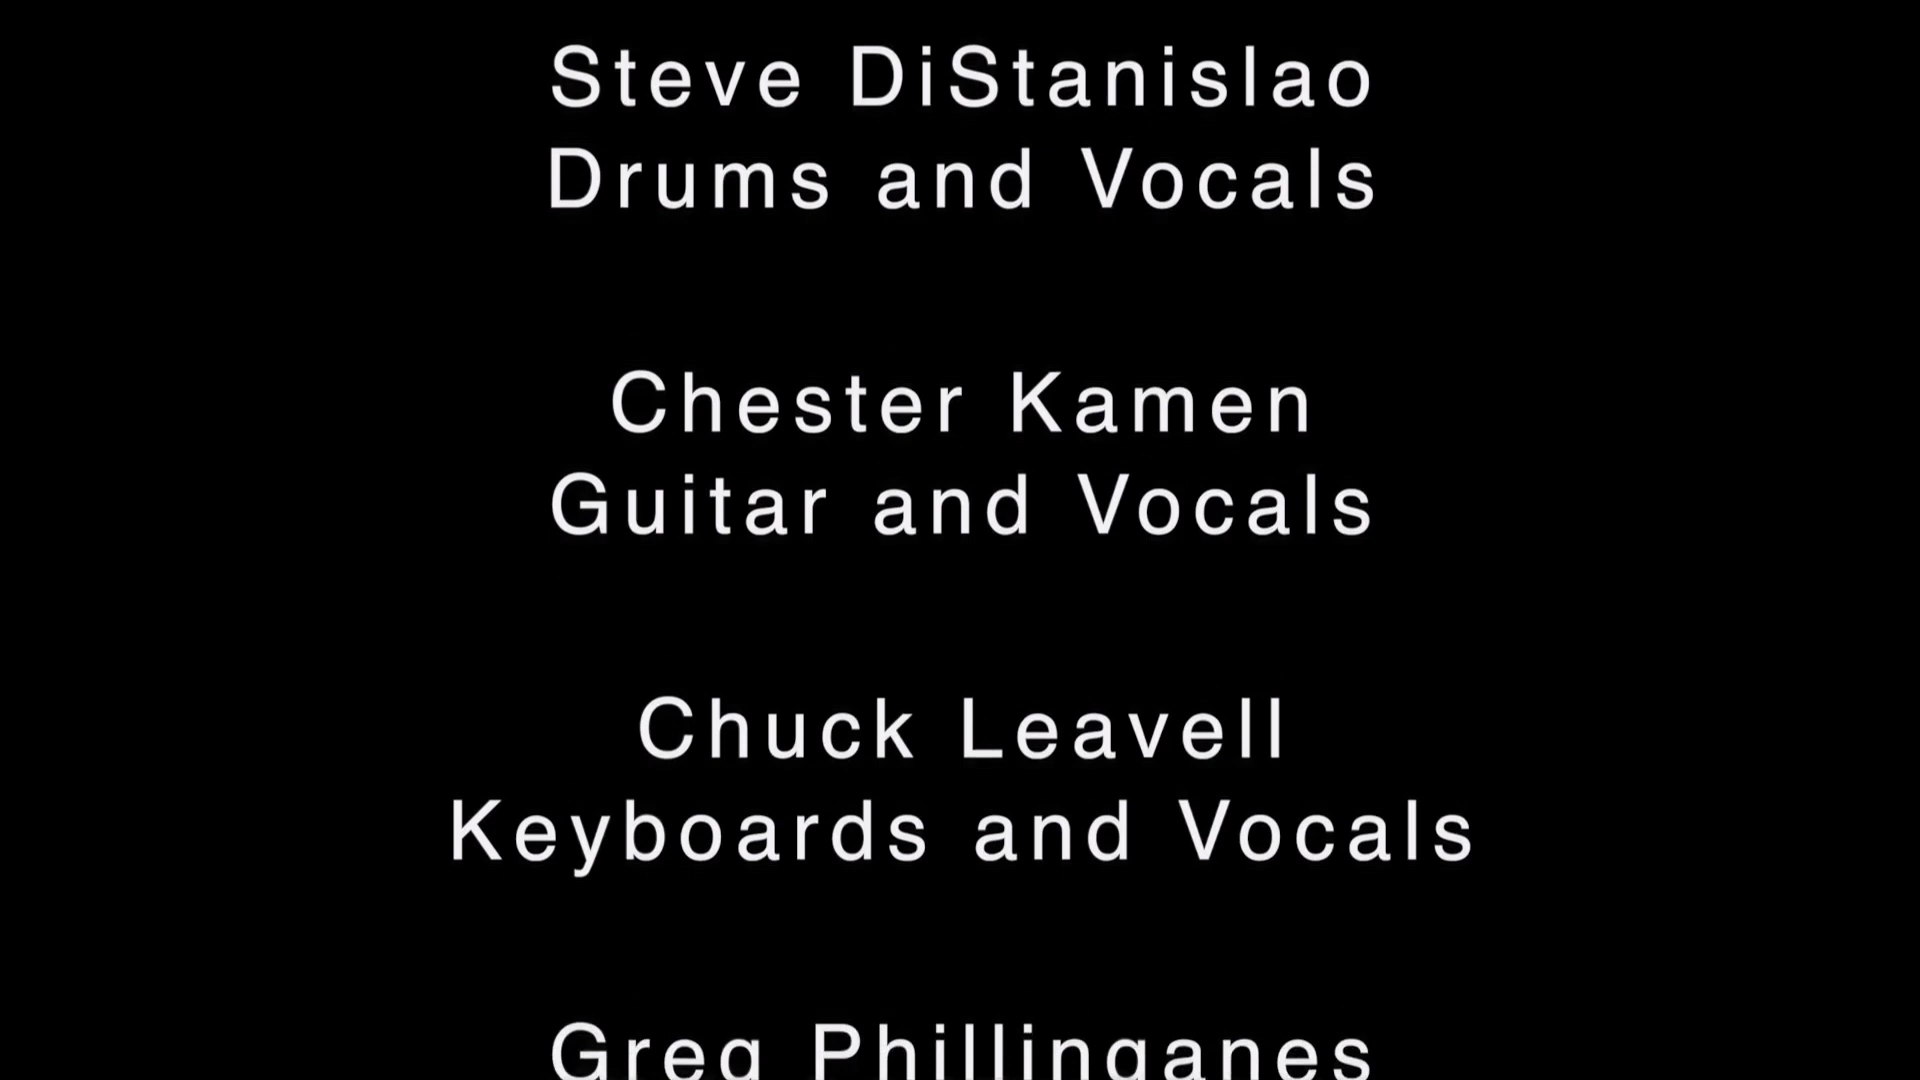 Steve DiStanislao
Drums and Vocals
Chester Kamen
Guitar and Vocals
Chuck Leavell
Keyboards and Vocals
Greg Phillinganes